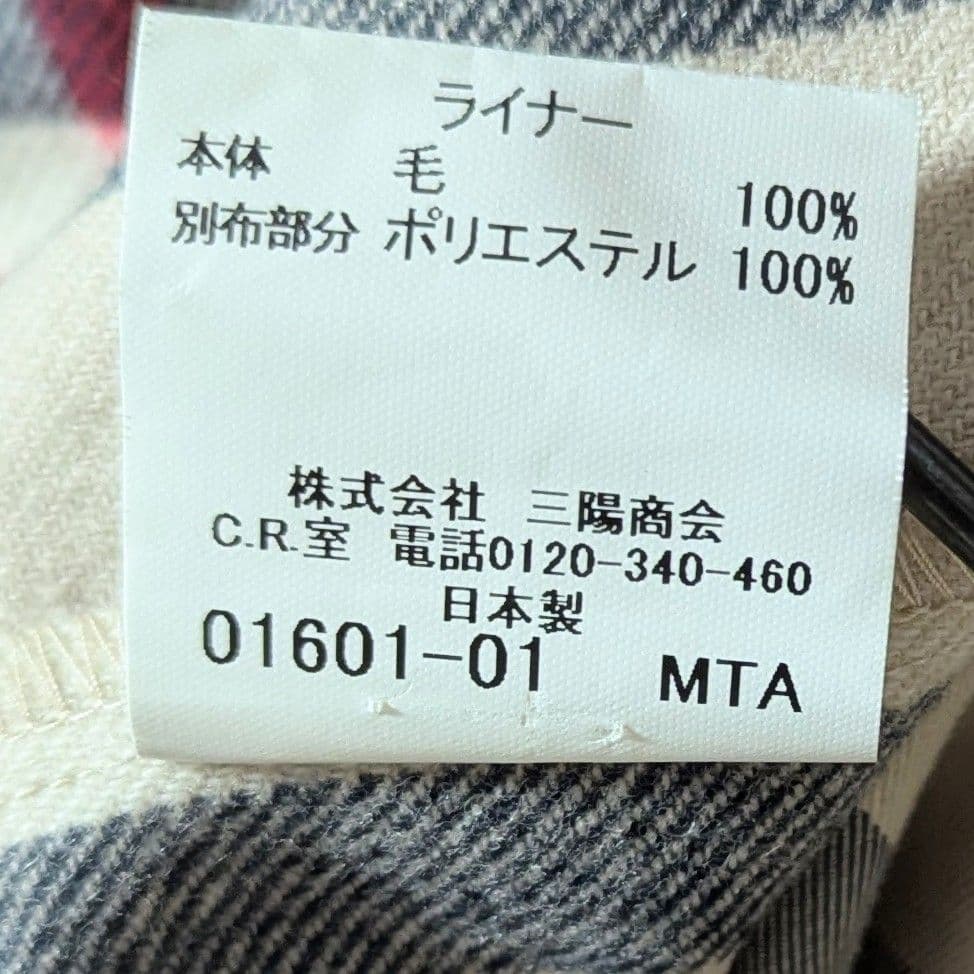 ライナー
本体 毛 100%
別布部分 ポリエステル 100%
株式会社 三陽商会
C.R.室 電話0120-340-460
日本製
01601-01 MTA